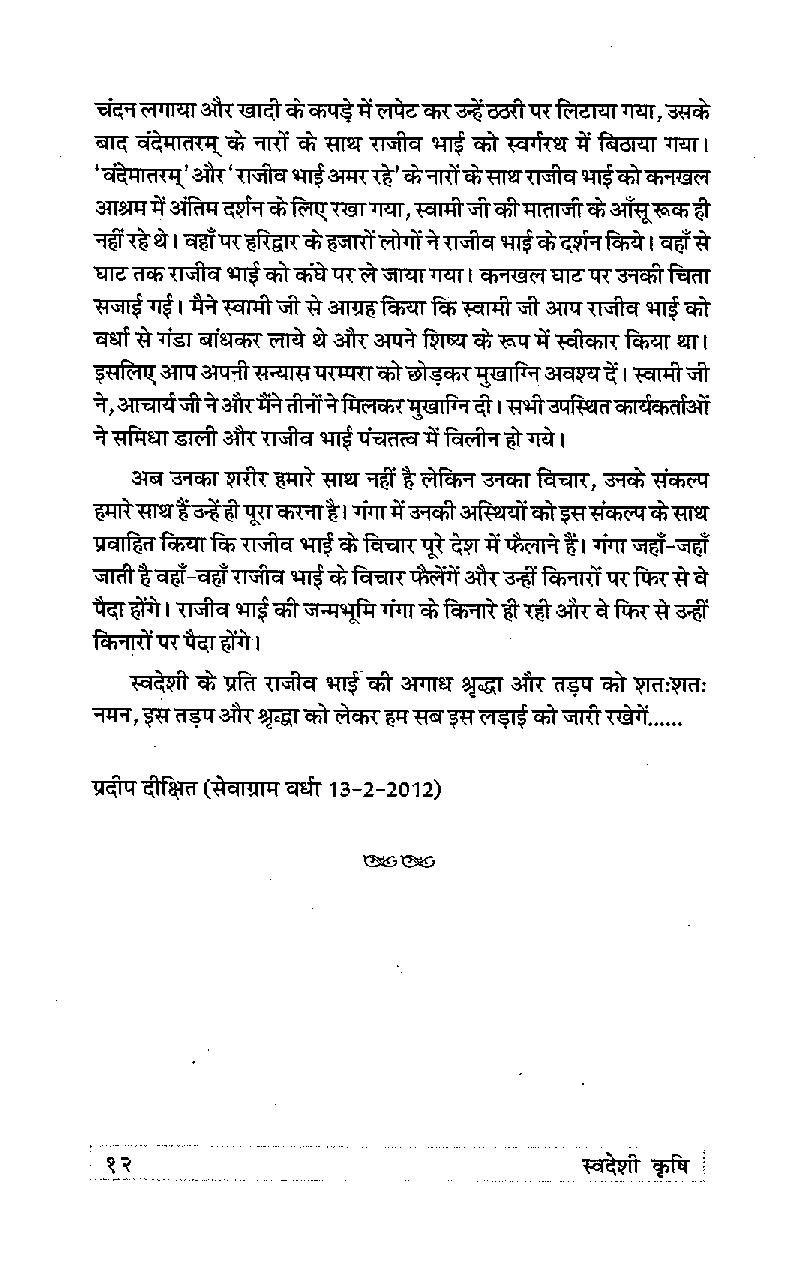 चंदन लगाया और खादी के कपड़े में लपेट कर उन्हें ठठरी पर लिटाया गया, उसके
बाद वंदेमातरम् के नारों के साथ राजीव भाई को स्वर्गरथ में बिठाया गया।
'वंदेमातरम्' और 'राजीव भाई अमर रहे' के नारों के साथ राजीव भाई को कनखल
आश्रम में अंतिम दर्शन के लिए रखा गया, स्वामी जी की माताजी के आँसू रूक ही
नहीं रहे थे। वहाँ पर हरिद्वार के हजारों लोगों ने राजीव भाई के दर्शन किये। वहाँ से
घाट तक राजीव भाई को कंधे पर ले जाया गया। कनखल घाट पर उनकी चिता
सजाई गई। मैने स्वामी जी से आग्रह किया कि स्वामी जी आप राजीव भाई को
वर्धा से गंडा बांधकर लाये थे और अपने शिष्य के रूप में स्वीकार किया था।
इसलिए आप अपनी सन्यास परम्परा को छोड़कर मुखाग्नि अवश्य दें। स्वामी जी
ने, आचार्य जी ने और मैंने तीनों ने मिलकर मुखाग्नि दी। सभी उपस्थित कार्यकर्ताओं
ने समिधा डाली और राजीव भाई पंचतत्व में विलीन हो गये।
अब उनका शरीर हमारे साथ नहीं है लेकिन उनका विचार, उनके संकल्प
हमारे साथ हैं उन्हें ही पूरा करना है। गंगा में उनकी अस्थियों को इस संकल्प के साथ
प्रवाहित किया कि राजीव भाई के विचार पूरे देश में फैलाने हैं। गंगा जहाँ-जहाँ
जाती है वहाँ-वहाँ राजीव भाई के विचार फैलेंगें और उन्हीं किनारों पर फिर से वे
पैदा होंगे। राजीव भाई की जन्मभूमि गंगा के किनारे ही रही और वे फिर से उन्हीं
किनारों पर पैदा होंगे।
स्वदेशी के प्रति राजीव भाई की अगाध श्रृद्धा और तड़प को शतःशतः
नमन, इस तड़प और श्रृद्धा को लेकर हम सब इस लड़ाई को जारी रखेगें......
प्रदीप दीक्षित (सेवाग्राम वर्धा 13-2-2012)
१२
स्वदेशी कृषि